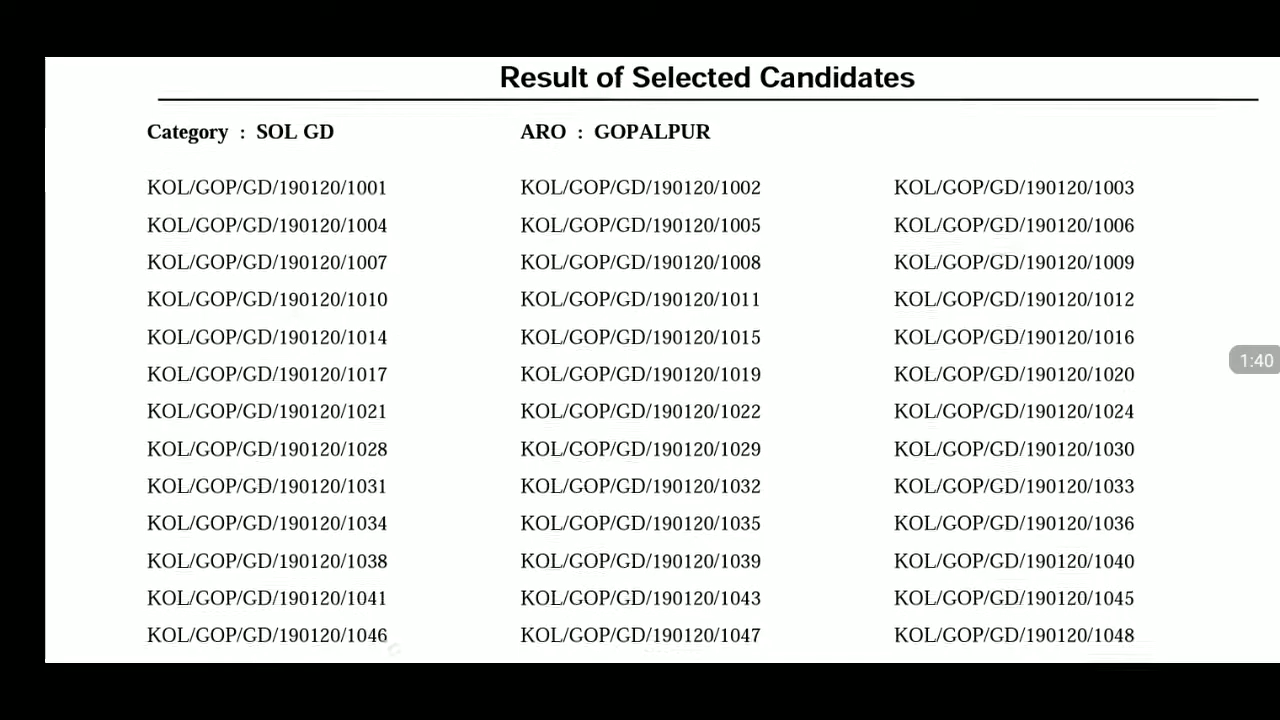 Result of Selected Candidates
Category : SOL GD ARO : GOPALPUR
KOL/GOP/GD/190120/1001 KOL/GOP/GD/190120/1002 KOL/GOP/GD/190120/1003
KOL/GOP/GD/190120/1004 KOL/GOP/GD/190120/1005 KOL/GOP/GD/190120/1006
KOL/GOP/GD/190120/1007 KOL/GOP/GD/190120/1008 KOL/GOP/GD/190120/1009
KOL/GOP/GD/190120/1010 KOL/GOP/GD/190120/1011 KOL/GOP/GD/190120/1012
KOL/GOP/GD/190120/1014 KOL/GOP/GD/190120/1015 KOL/GOP/GD/190120/1016
1:40
KOL/GOP/GD/190120/1017 KOL/GOP/GD/190120/1019 KOL/GOP/GD/190120/1020
KOL/GOP/GD/190120/1021 KOL/GOP/GD/190120/1022 KOL/GOP/GD/190120/1024
KOL/GOP/GD/190120/1028 KOL/GOP/GD/190120/1029 KOL/GOP/GD/190120/1030
KOL/GOP/GD/190120/1031 KOL/GOP/GD/190120/1032 KOL/GOP/GD/190120/1033
KOL/GOP/GD/190120/1034 KOL/GOP/GD/190120/1035 KOL/GOP/GD/190120/1036
KOL/GOP/GD/190120/1038 KOL/GOP/GD/190120/1039 KOL/GOP/GD/190120/1040
KOL/GOP/GD/190120/1041 KOL/GOP/GD/190120/1043 KOL/GOP/GD/190120/1045
KOL/GOP/GD/190120/1046 KOL/GOP/GD/190120/1047 KOL/GOP/GD/190120/1048